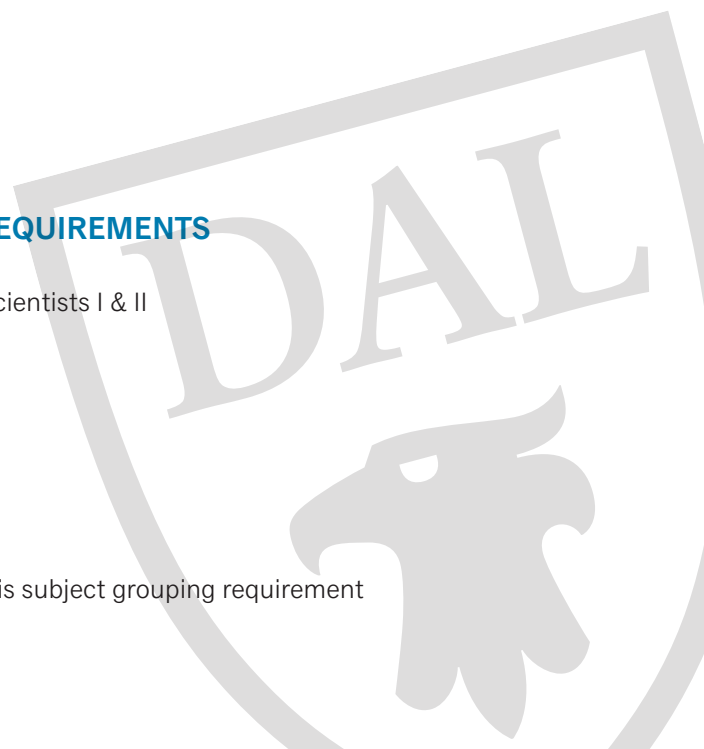 DAL
EQUIREMENTS
cientists I & II
is subject grouping requirement